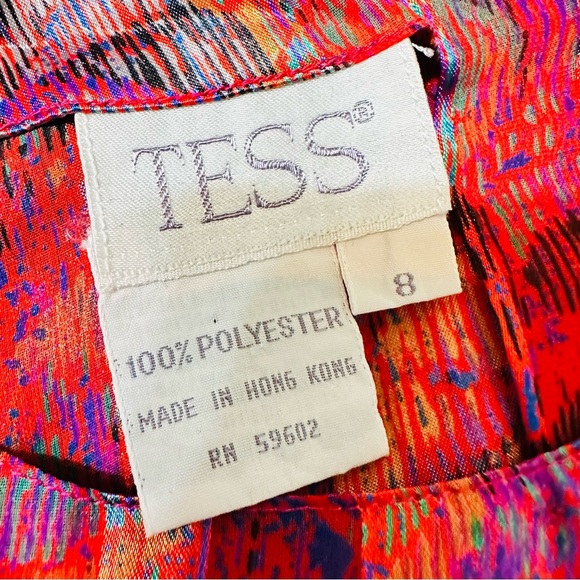 TESS®
8
100% POLYESTER
MADE IN HONG KONG
RN 59602